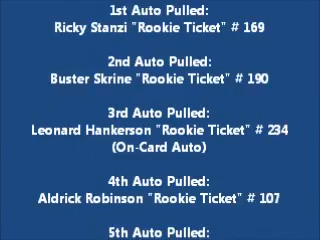 1st Auto Pulled:
Ricky Stanzi "Rookie Ticket" # 169
2nd Auto Pulled:
Buster Skrine "Rookie Ticket" # 190
3rd Auto Pulled:
Leonard Hankerson "Rookie Ticket" # 234
(On-Card Auto)
4th Auto Pulled:
Aldrick Robinson "Rookie Ticket" # 107
5th Auto Pulled: